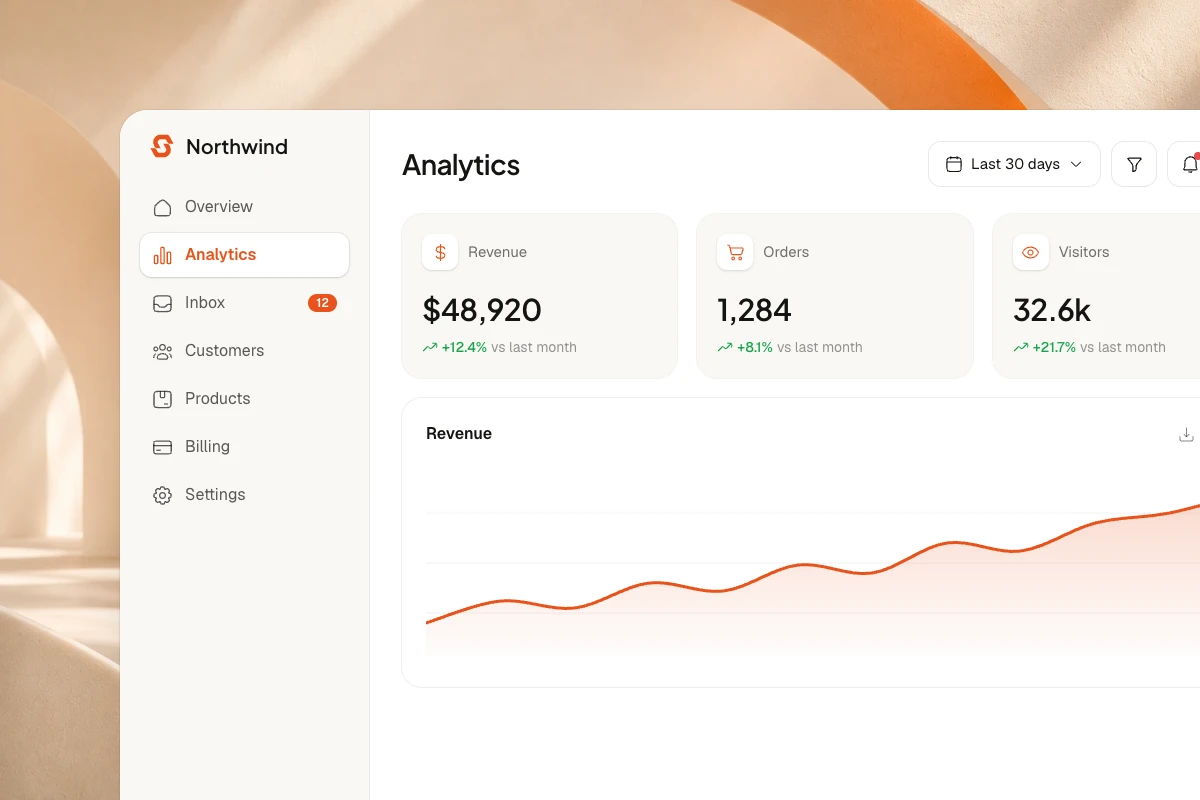 Northwind
Overview
Analytics
Inbox 12
Customers
Products
Billing
Settings
Analytics
Last 30 days
Revenue
$48,920
+12.4% vs last month
Orders
1,284
+8.1% vs last month
Visitors
32.6k
+21.7% vs last month
Revenue